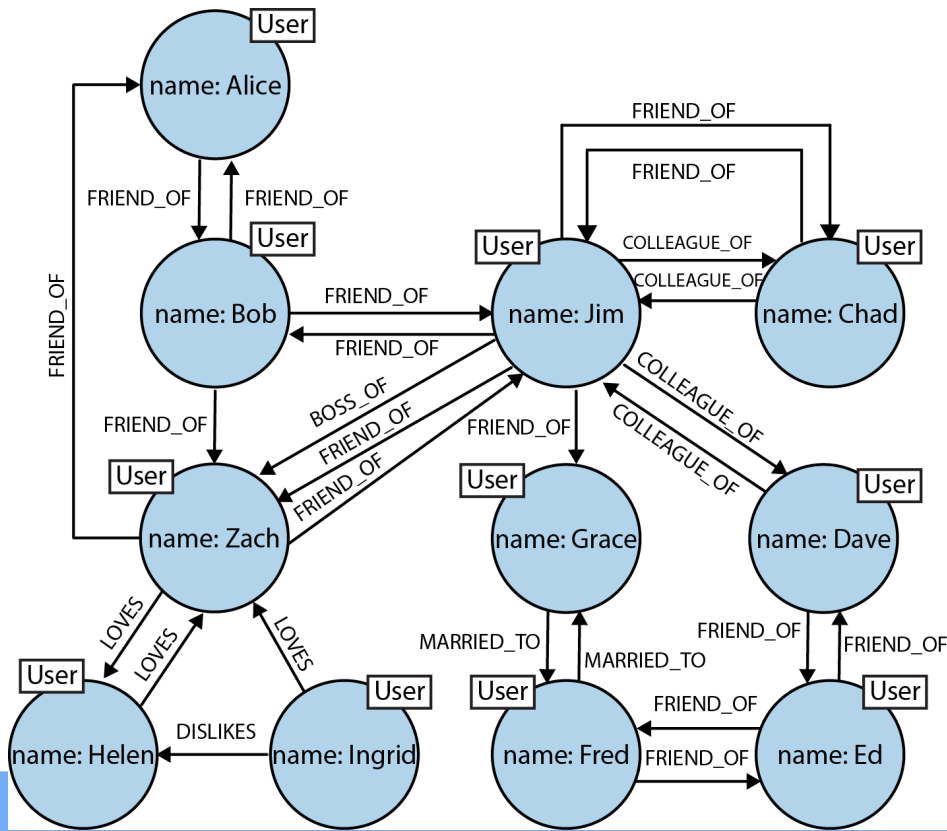 User
name: Alice
FRIEND_OF
FRIEND_OF
FRIEND_OF
FRIEND_OF
FRIEND_OF
User
name: Bob
FRIEND_OF
FRIEND_OF
User
name: Jim
COLLEAGUE_OF
COLLEAGUE_OF
User
name: Chad
FRIEND_OF
BOSS_OF
FRIEND_OF
FRIEND_OF
FRIEND_OF
COLLEAGUE_OF
COLLEAGUE_OF
User
name: Zach
User
name: Grace
User
name: Dave
LOVES
LOVES
LOVES
MARRIED_TO
MARRIED_TO
FRIEND_OF
FRIEND_OF
User
name: Helen
DISLIKES
User
name: Ingrid
User
name: Fred
FRIEND_OF
FRIEND_OF
User
name: Ed